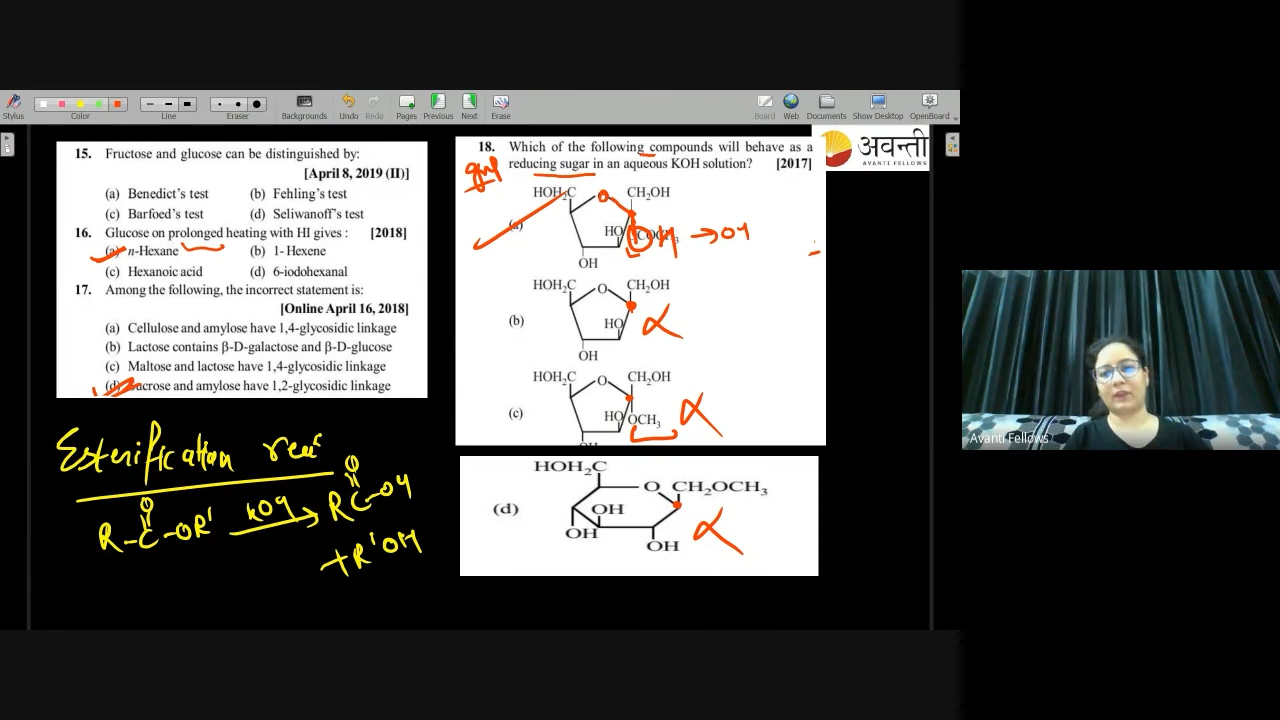 Stylus
Color
Line
Eraser
Backgrounds
Undo
Redo
Pages
Previous
Next
Erase
Board
Web
Documents
Show Desktop
OpenBoard
अवन्ती
AVANTI FELLOWS
15. Fructose and glucose can be distinguished by:
[April 8, 2019 (II)]
(a) Benedict's test (b) Fehling's test
(c) Barfoed's test (d) Seliwanoff's test
16. Glucose on prolonged heating with HI gives : [2018]
(a) n-Hexane (b) 1-Hexene
(c) Hexanoic acid (d) 6-iodohexanal
17. Among the following, the incorrect statement is:
[Online April 16, 2018]
(a) Cellulose and amylose have 1,4-glycosidic linkage
(b) Lactose contains β-D-galactose and β-D-glucose
(c) Maltose and lactose have 1,4-glycosidic linkage
(d) Sucrose and amylose have 1,2-glycosidic linkage
Esterification
R-C-OR' → R C-OH
O
O
+R'OH
18. Which of the following compounds will behave as a
reducing sugar in an aqueous KOH solution? [2017]
HOH₂C O CH₂OH
(a) HO OCOCH₃ → OH
OH
HOH₂C O CH₂OH
(b) HO
OH
HOH₂C O CH₂OH
(c) HO OCH₃
HOH₂C
O CH₂OCH₃
(d) OH
OH
OH
Avanti Fellows